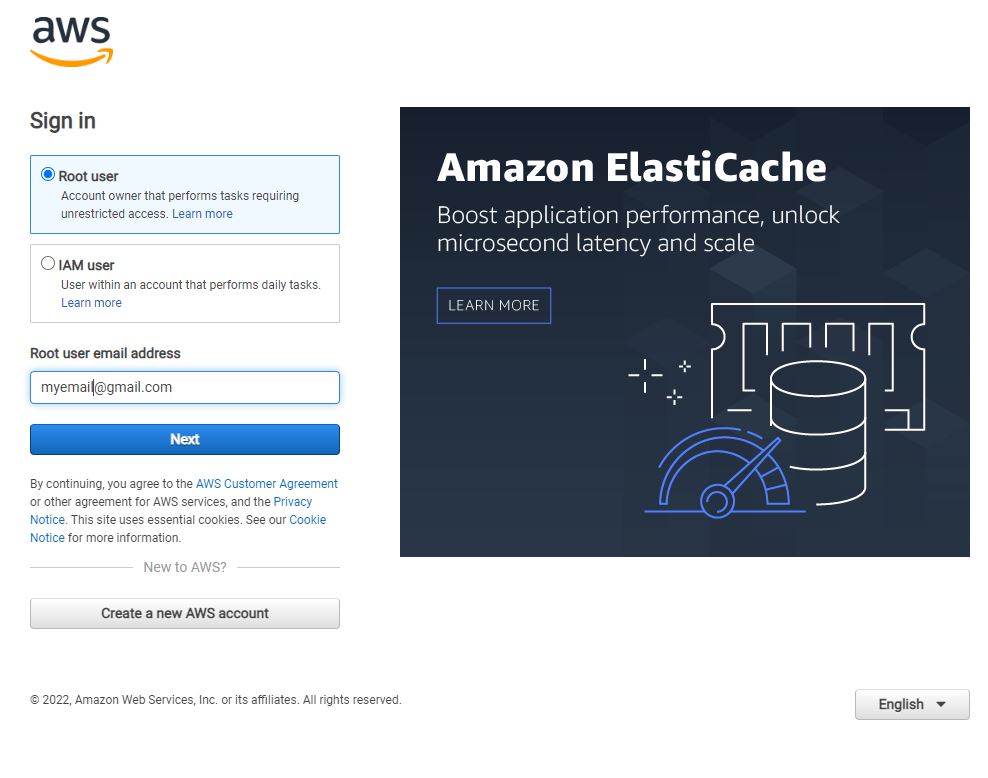 aws
Sign in
Root user
Account owner that performs tasks requiring
unrestricted access. Learn more
IAM user
User within an account that performs daily tasks.
Learn more
Root user email address
myemail@gmail.com
Next
By continuing, you agree to the AWS Customer Agreement
or other agreement for AWS services, and the Privacy
Notice. This site uses essential cookies. See our Cookie
Notice for more information.
New to AWS?
Create a new AWS account
Amazon ElastiCache
Boost application performance, unlock
microsecond latency and scale
LEARN MORE
© 2022, Amazon Web Services, Inc. or its affiliates. All rights reserved.
English